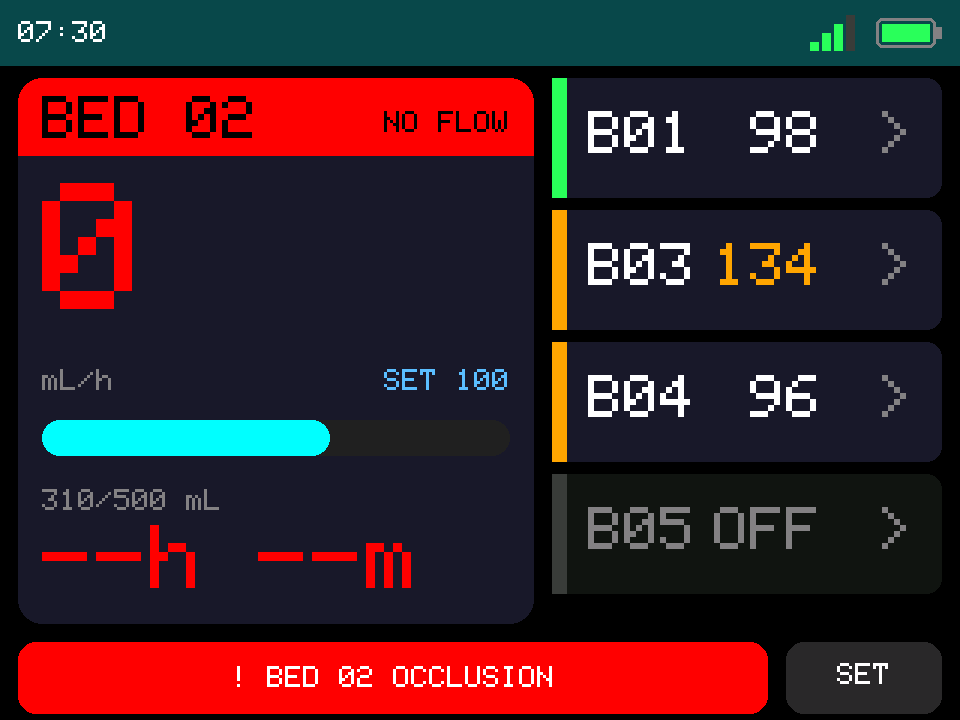 07:30
BED 02 NO FLOW
0
mL/h SET 100
310/500 mL
--h --m
B01 98 >
B03 134 >
B04 96 >
B05 OFF >
! BED 02 OCCLUSION
SET